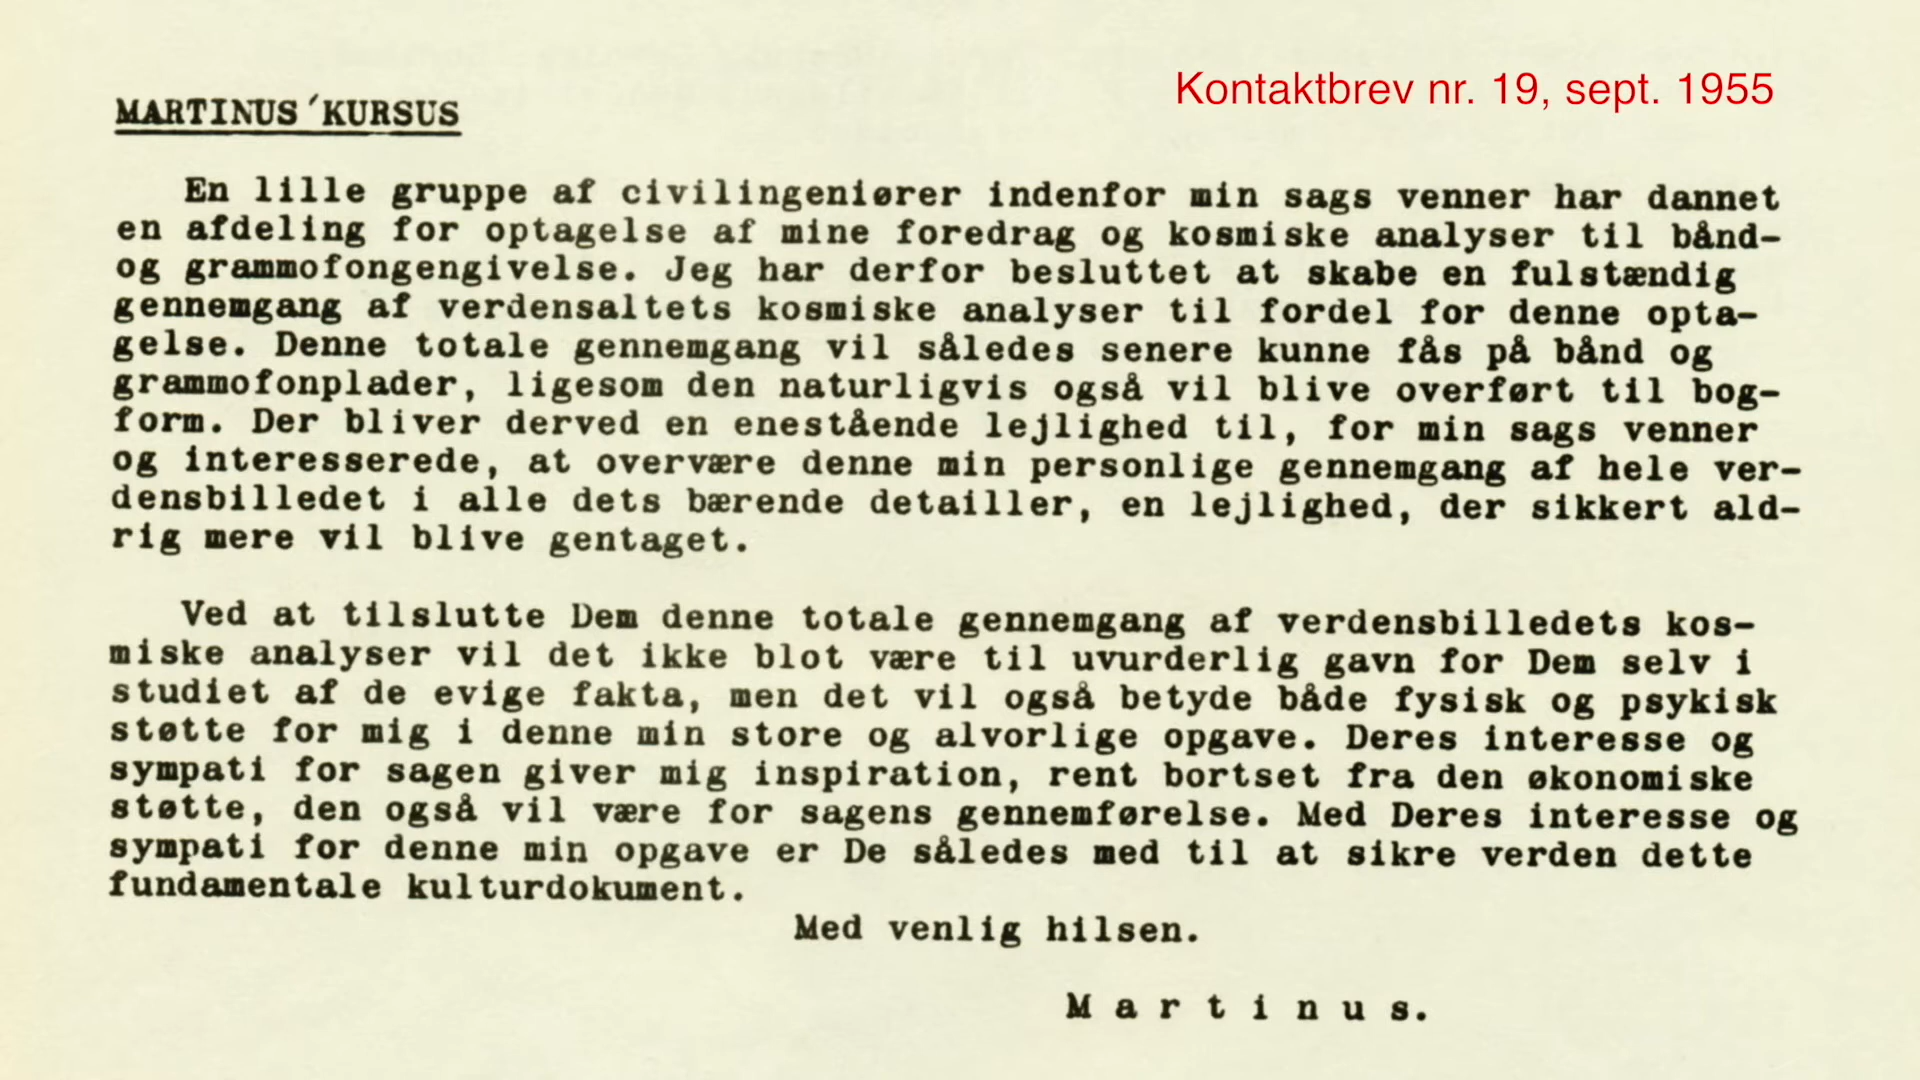 Kontaktbrev nr. 19, sept. 1955
MARTINUS´KURSUS
En lille gruppe af civilingeniører indenfor min sags venner har dannet
en afdeling for optagelse af mine foredrag og kosmiske analyser til bånd-
og grammofongengivelse. Jeg har derfor besluttet at skabe en fulstændig
gennemgang af verdensaltets kosmiske analyser til fordel for denne opta-
gelse. Denne totale gennemgang vil således senere kunne fås på bånd og
grammofonplader, ligesom den naturligvis også vil blive overført til bog-
form. Der bliver derved en enestående lejlighed til, for min sags venner
og interesserede, at overvære denne min personlige gennemgang af hele ver-
densbilledet i alle dets bærende detailler, en lejlighed, der sikkert ald-
rig mere vil blive gentaget.
Ved at tilslutte Dem denne totale gennemgang af verdensbilledets kos-
miske analyser vil det ikke blot være til uvurderlig gavn for Dem selv i
studiet af de evige fakta, men det vil også betyde både fysisk og psykisk
støtte for mig i denne min store og alvorlige opgave. Deres interesse og
sympati for sagen giver mig inspiration, rent bortset fra den økonomiske
støtte, den også vil være for sagens gennemførelse. Med Deres interesse og
sympati for denne min opgave er De således med til at sikre verden dette
fundamentale kulturdokument.
Med venlig hilsen.
M a r t i n u s.